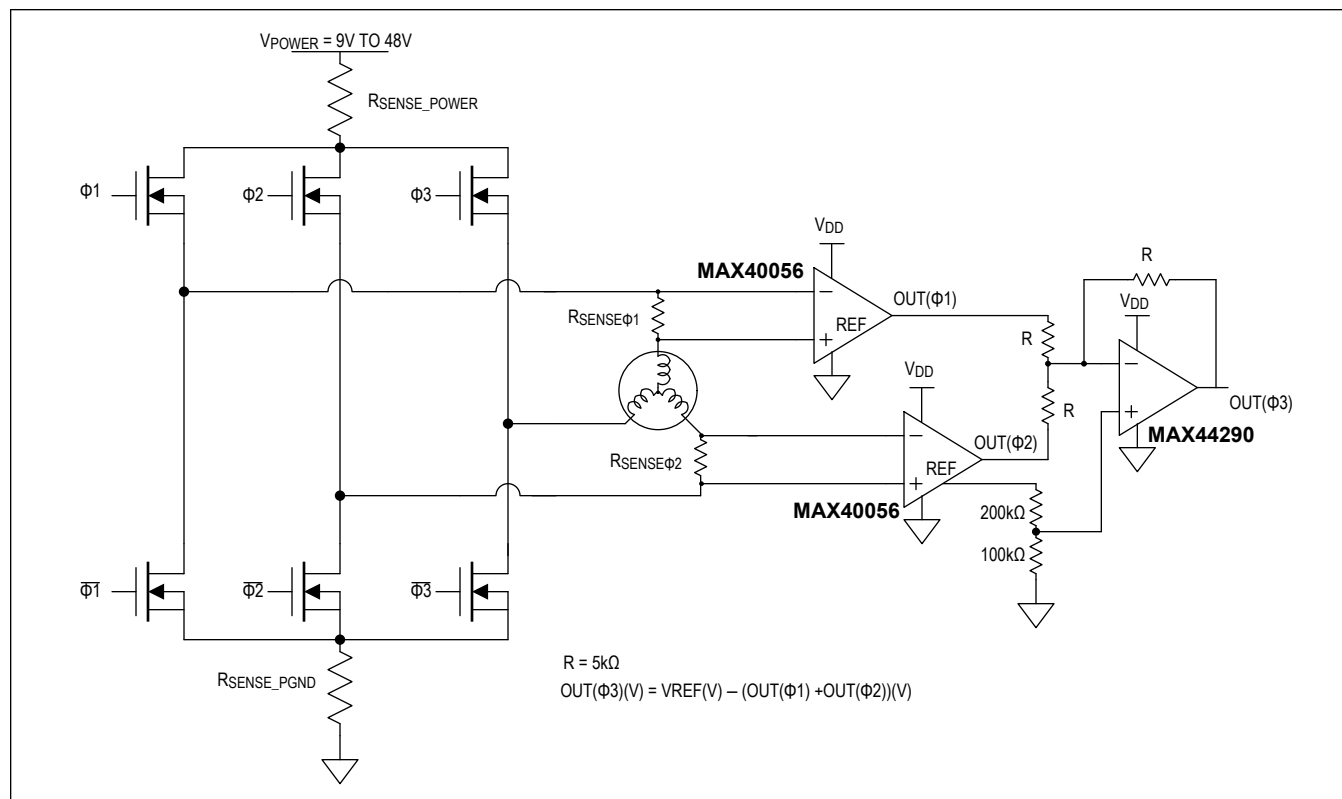 VPOWER = 9V TO 48V
RSENSE_POWER
Φ1
Φ2
Φ3
VDD
MAX40056
R
RSENSEΦ1
−
OUT(Φ1)
VDD
REF
+
R
−
VDD
OUT(Φ3)
−
OUT(Φ2)
R
+
MAX44290
RSENSEΦ2
REF
+
MAX40056
200kΩ
100kΩ
Φ1̅
Φ2̅
Φ3̅
RSENSE_PGND
R = 5kΩ
OUT(Φ3)(V) = VREF(V) – (OUT(Φ1) +OUT(Φ2))(V)